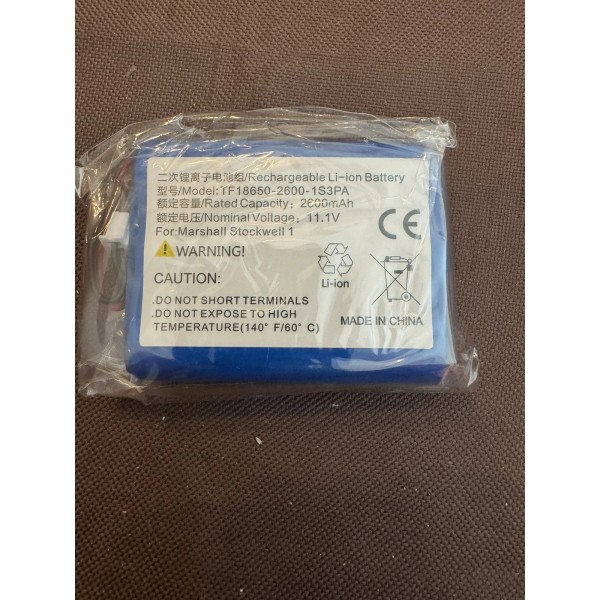 二次锂离子电池组/Rechargeable Li-ion Battery
型号/Model:TF18650-2600-1S3PA
额定容量/Rated Capacity: 2600mAh
额定电压/Nominal Voltage: 11.1V
For:Marshall Stockwell 1
WARNING!
CAUTION:
.DO NOT SHORT TERMINALS
.DO NOT EXPOSE TO HIGH
TEMPERATURE(140° F/60° C)
Li-ion
CE
MADE IN CHINA